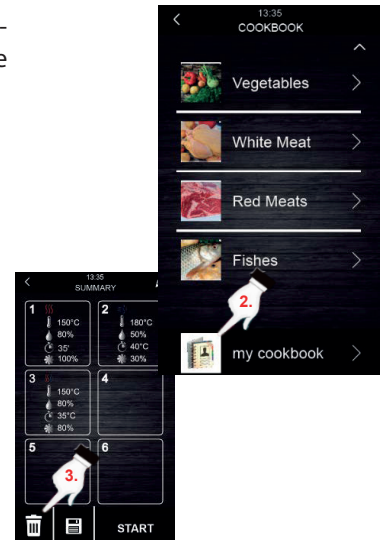 –
e
13:35
COOKBOOK
Vegetables
White Meat
Red Meats
Fishes
2.
my cookbook
13:35
SUMMARY
1
150°C
80%
35'
100%
2
180°C
50%
40°C
30%
3
150°C
80%
35°C
80%
4
5
6
3.
START